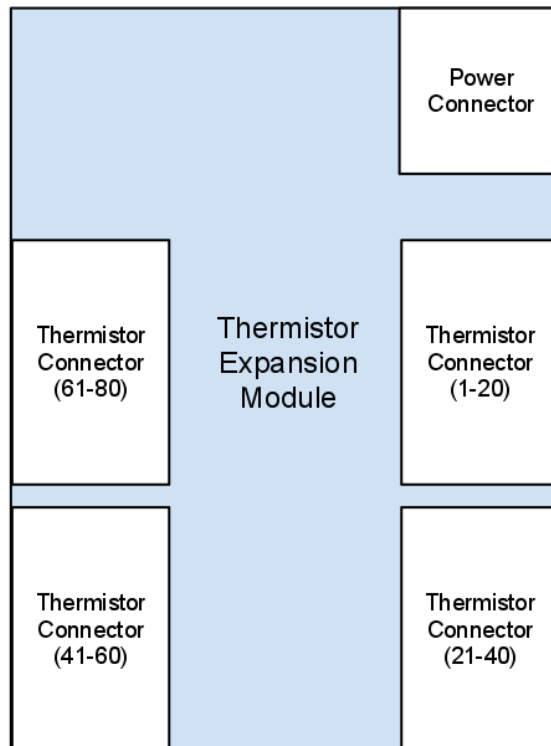 Power
Connector
Thermistor
Connector
(61-80)
Thermistor
Expansion
Module
Thermistor
Connector
(1-20)
Thermistor
Connector
(41-60)
Thermistor
Connector
(21-40)